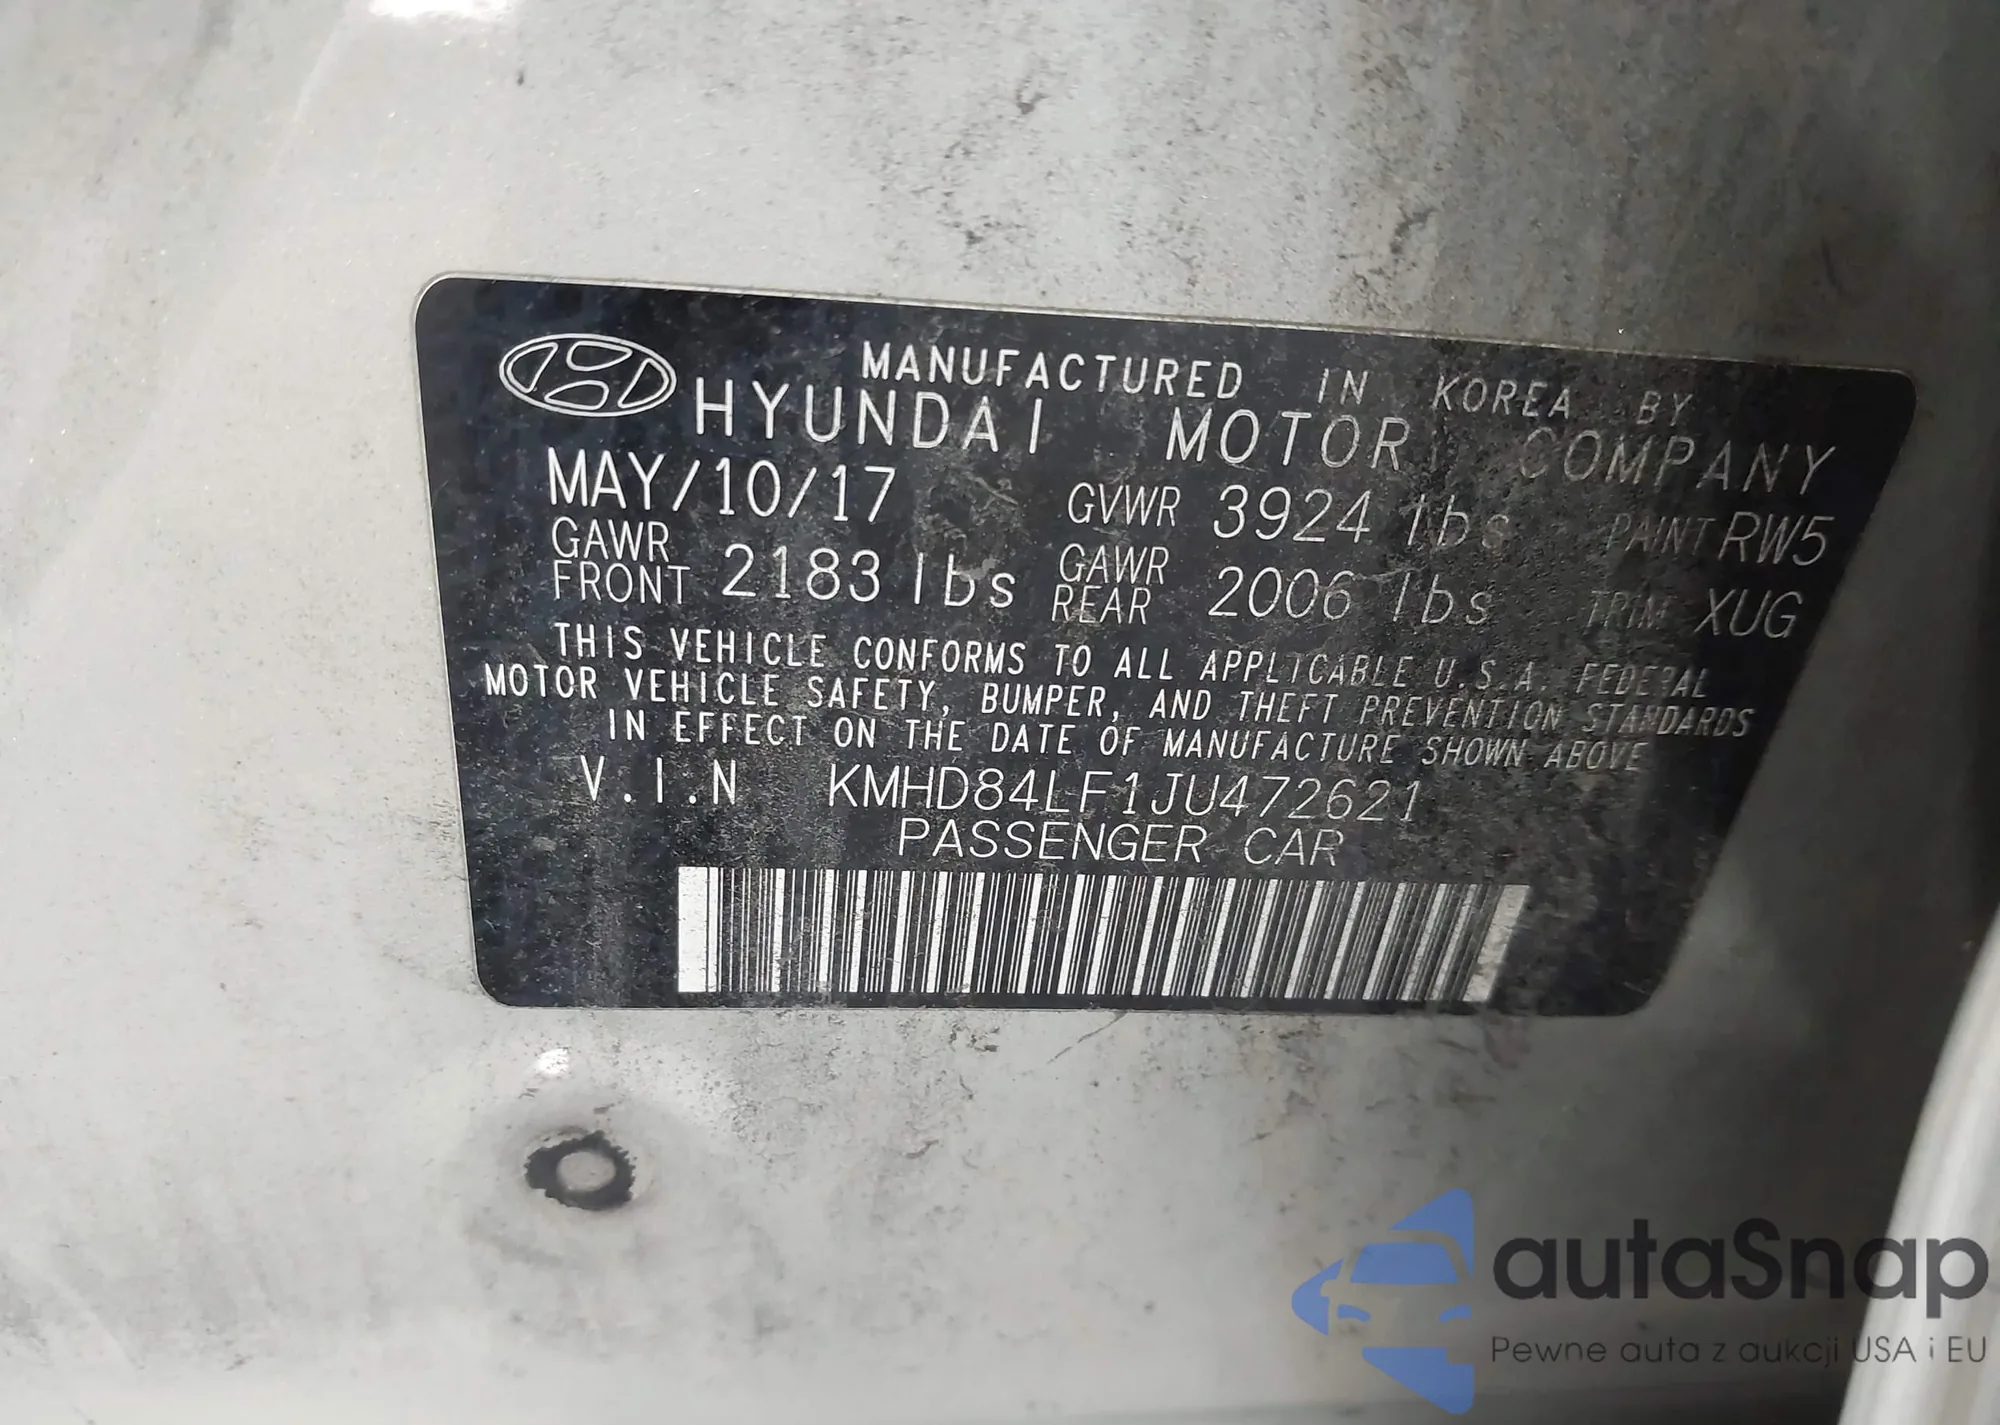 MANUFACTURED IN KOREA BY
HYUNDAI MOTOR COMPANY
MAY/10/17 GVWR 3924 lbs PAINT RW5
GAWR FRONT 2183 lbs GAWR REAR 2006 lbs TRIM XUG
THIS VEHICLE CONFORMS TO ALL APPLICABLE U.S.A. FEDERAL
MOTOR VEHICLE SAFETY, BUMPER, AND THEFT PREVENTION STANDARDS
IN EFFECT ON THE DATE OF MANUFACTURE SHOWN ABOVE
V.I.N KMHD84LF1JU472621
PASSENGER CAR
autaSnap
Pewne auta z aukcji USA i EU